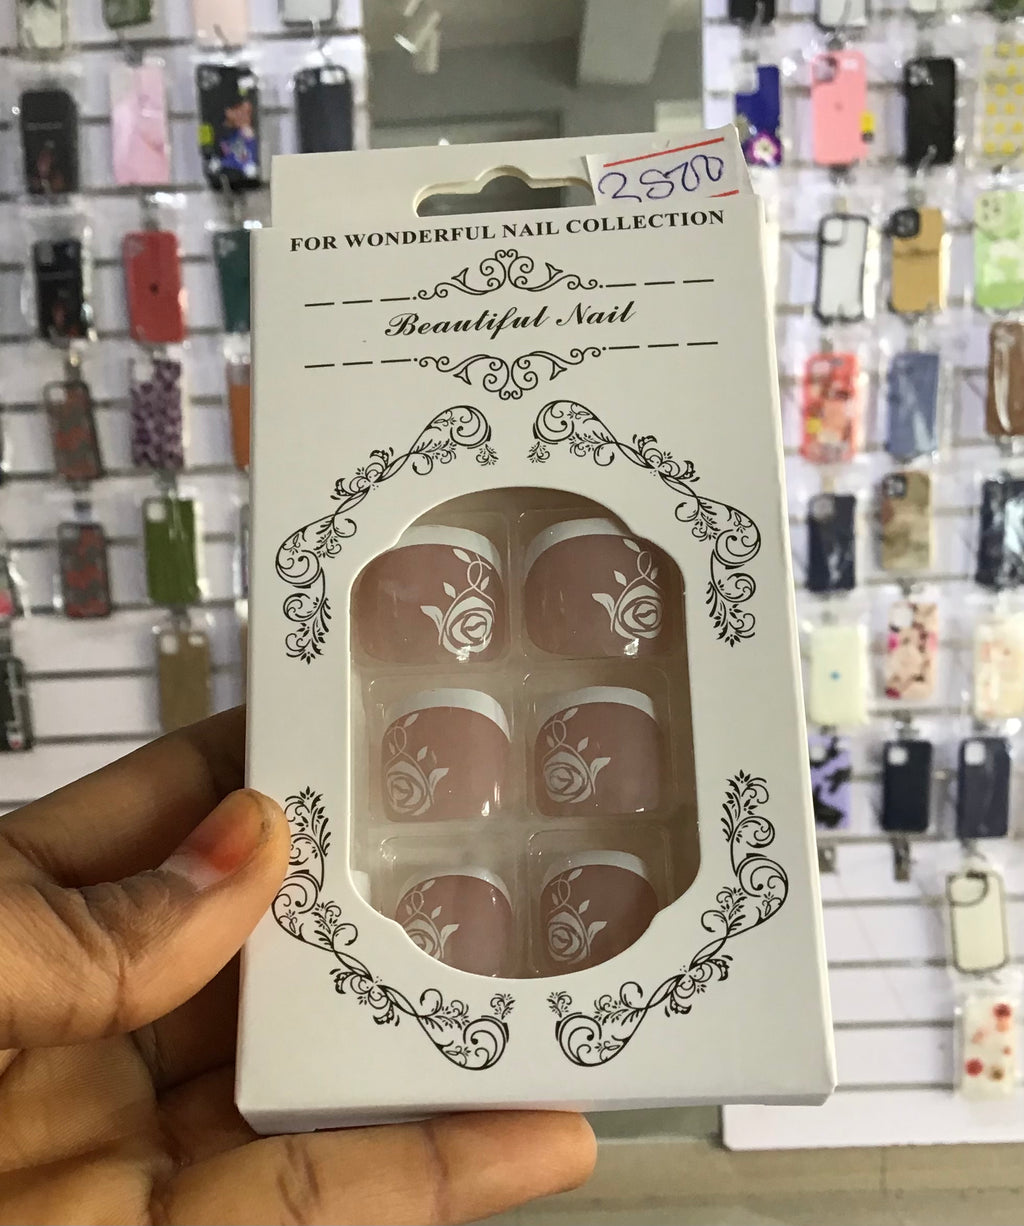 2500
FOR WONDERFUL NAIL COLLECTION
Beautiful Nail